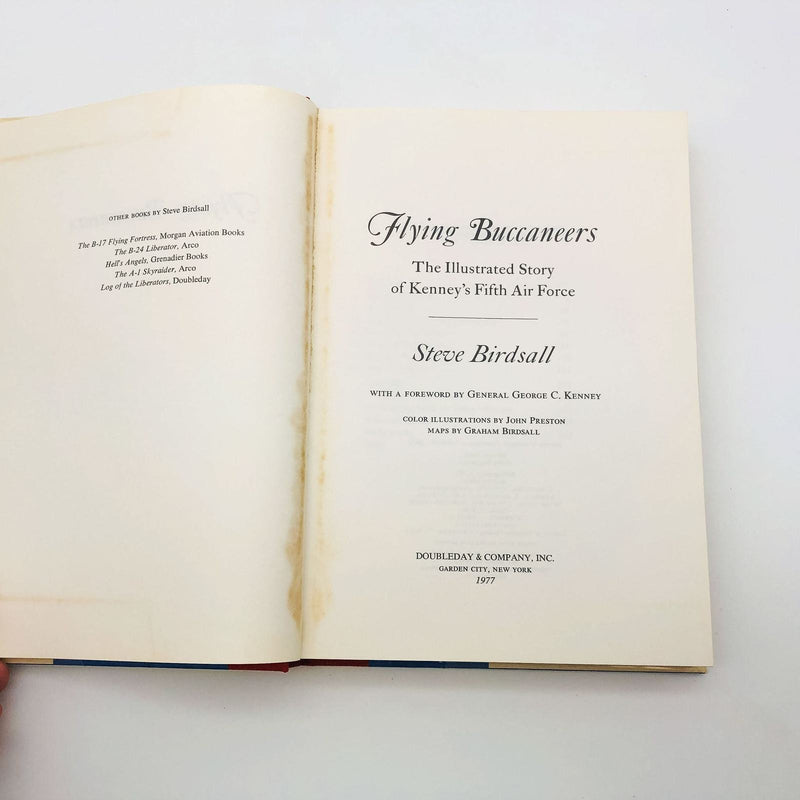 OTHER BOOKS BY Steve Birdsall
The B-17 Flying Fortress, Morgan Aviation Books
The B-24 Liberator, Arco
Hell's Angels, Grenadier Books
The A-1 Skyraider, Arco
Log of the Liberators, Doubleday
Flying Buccaneers
The Illustrated Story
of Kenney's Fifth Air Force
Steve Birdsall
WITH A FOREWORD BY GENERAL GEORGE C. KENNEY
COLOR ILLUSTRATIONS BY JOHN PRESTON
MAPS BY GRAHAM BIRDSALL
DOUBLEDAY & COMPANY, INC.
GARDEN CITY, NEW YORK
1977